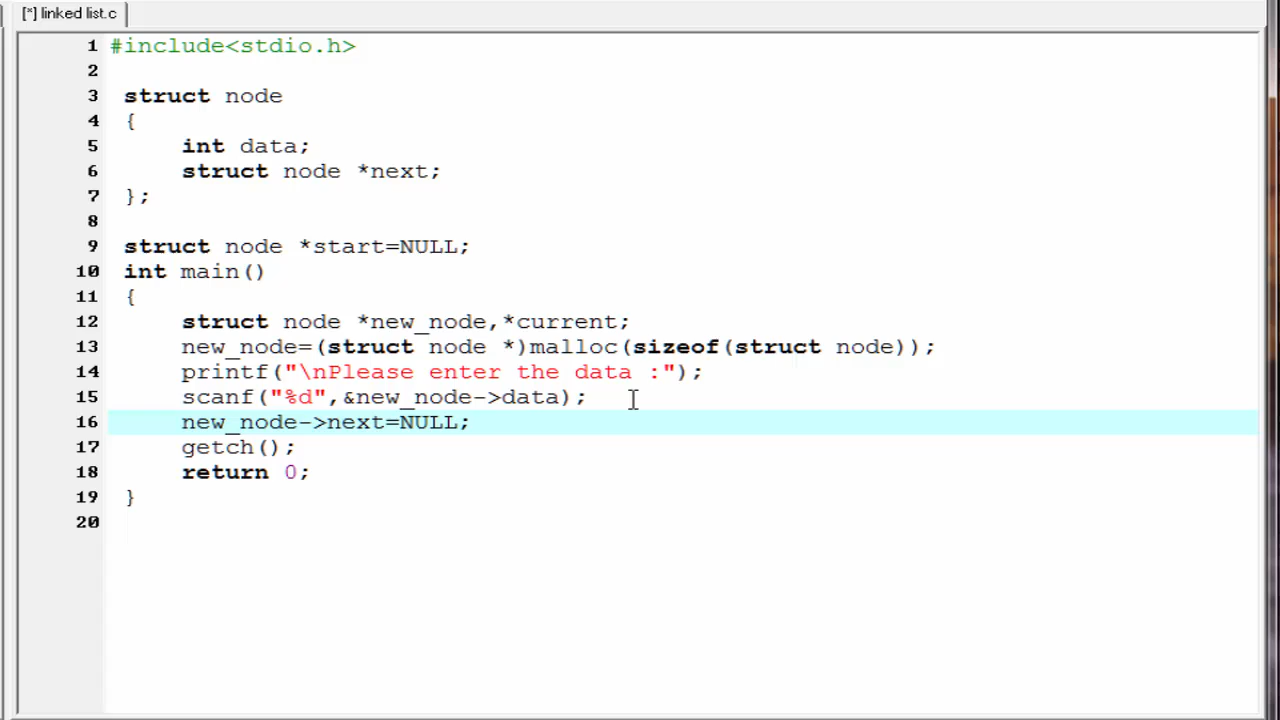 [*] linked list.c
1 #include<stdio.h>
2
3 struct node
4 {
5 int data;
6 struct node *next;
7 };
8
9 struct node *start=NULL;
10 int main()
11 {
12 struct node *new_node,*current;
13 new_node=(struct node *)malloc(sizeof(struct node));
14 printf("\nPlease enter the data :");
15 scanf("%d",&new_node->data);
16 new_node->next=NULL;
17 getch();
18 return 0;
19 }
20